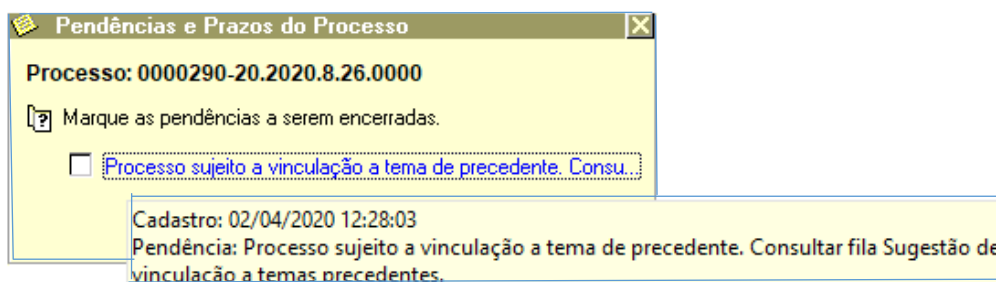 Pendências e Prazos do Processo
Processo: 0000290-20.2020.8.26.0000
Marque as pendências a serem encerradas.
Processo sujeito a vinculação a tema de precedente. Consu...
Cadastro: 02/04/2020 12:28:03
Pendência: Processo sujeito a vinculação a tema de precedente. Consultar fila Sugestão de
vinculação a temas precedentes.